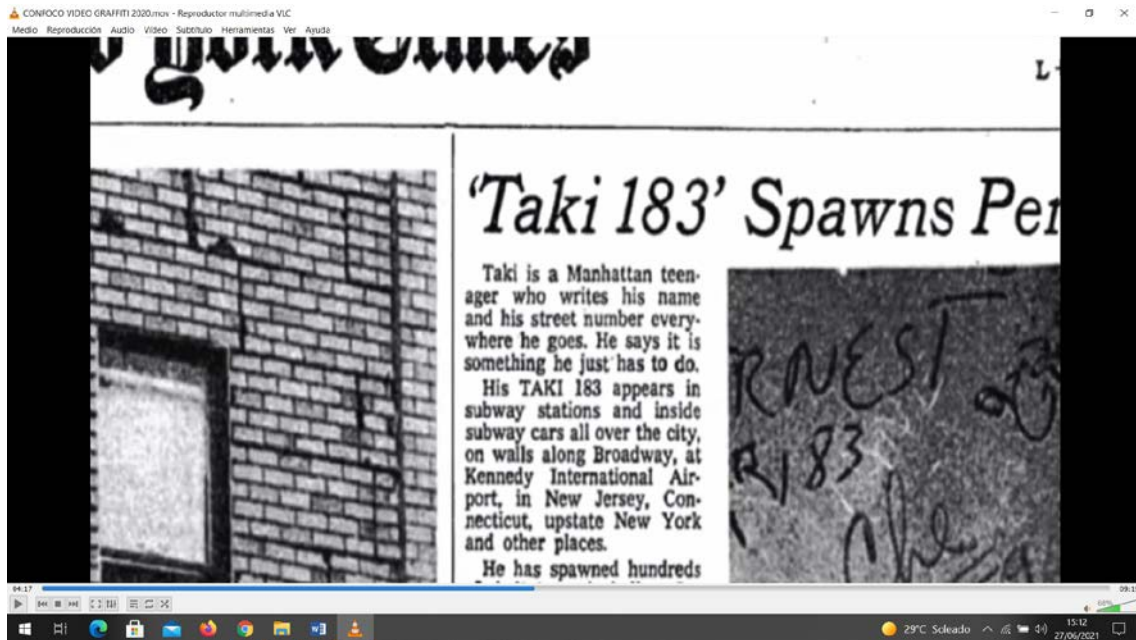 CONFOCO VIDEO GRAFFITI 2020.mov - Reproductor multimedia VLC
Medio Reproducción Audio Vídeo Subtítulo Herramientas Ver Ayuda
York Times
L
'Taki 183' Spawns Pen
Taki is a Manhattan teen-
ager who writes his name
and his street number every-
where he goes. He says it is
something he just has to do.
His TAKI 183 appears in
subway stations and inside
subway cars all over the city,
on walls along Broadway, at
Kennedy International Air-
port, in New Jersey, Con-
necticut, upstate New York
and other places.
He has spawned hundreds
RNEST
R183
04:17
29°C Soleado
15:12
27/06/2021